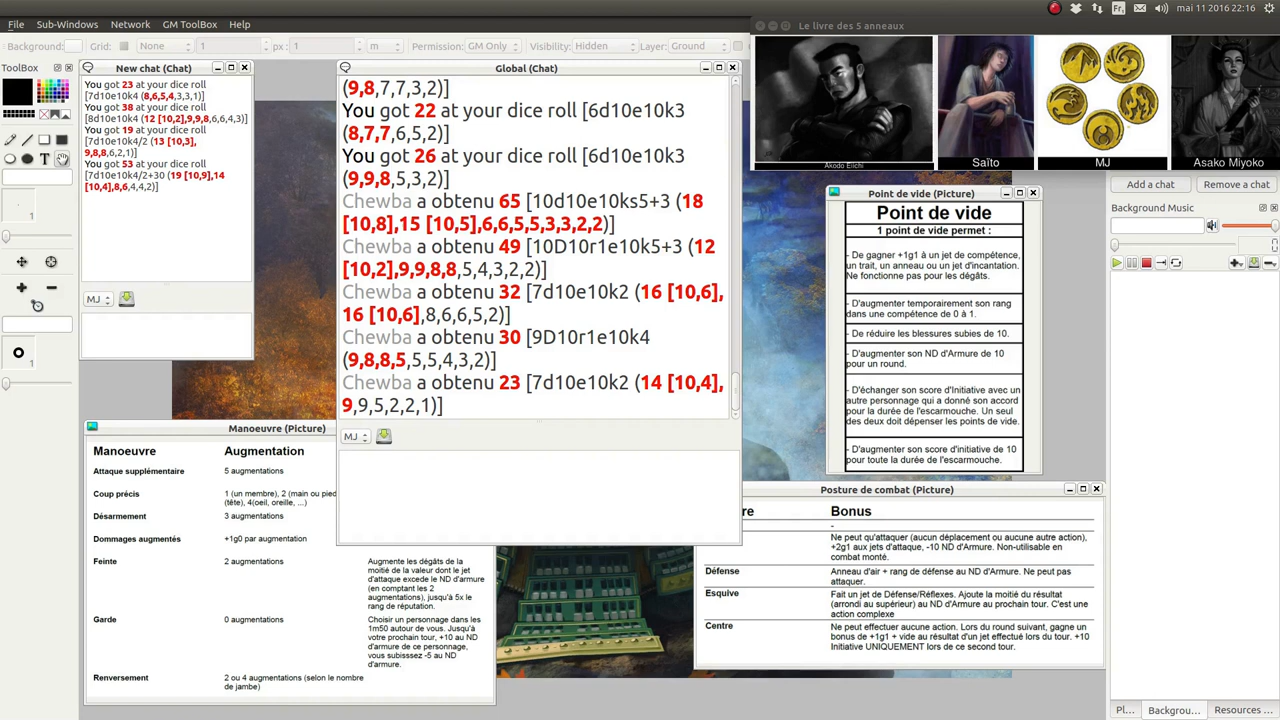 mai 11 2016 22:16
Fr
File Sub-Windows Network GM ToolBox Help
Background: Grid: None 1 px : 1 m Permission: GM Only Visibility: Hidden Layer: Ground
Le livre des 5 anneaux
Akodo Eiichi
Saïto
MJ
Asako Miyoko
ToolBox
1
1
New chat (Chat)
You got 23 at your dice roll
[7d10e10k4 (8,6,5,4,3,3,1)]
You got 38 at your dice roll
[8d10e10k4 (12 [10,2],9,9,8,6,6,4,3)]
You got 19 at your dice roll
[7d10e10k4/2 (13 [10,3],
9,8,8,6,2,1)]
You got 53 at your dice roll
[7d10e10k4/2+30 (19 [10,9],14
[10,4],8,6,4,4,2)]
MJ
Global (Chat)
(9,8,7,7,3,2)]
You got 22 at your dice roll [6d10e10k3
(8,7,7,6,5,2)]
You got 26 at your dice roll [6d10e10k3
(9,9,8,5,3,2)]
Chewba a obtenu 65 [10d10e10ks5+3 (18
[10,8],15 [10,5],6,6,5,5,3,3,2,2)]
Chewba a obtenu 49 [10D10r1e10k5+3 (12
[10,2],9,9,8,8,5,4,3,2,2)]
Chewba a obtenu 32 [7d10e10k2 (16 [10,6],
16 [10,6],8,6,6,5,2)]
Chewba a obtenu 30 [9D10r1e10k4
(9,8,8,5,5,5,4,3,2)]
Chewba a obtenu 23 [7d10e10k2 (14 [10,4],
9,9,5,2,2,1)]
MJ
Point de vide (Picture)
Point de vide
1 point de vide permet :
- De gagner +1g1 à un jet de compétence,
un trait, un anneau ou un jet d'incantation.
Ne fonctionne pas pour les dégâts.
- D'augmenter temporairement son rang
dans une compétence de 0 à 1.
- De réduire les blessures subies de 10.
- D'augmenter son ND d'Armure de 10
pour un round.
- D'échanger son score d'Initiative avec un
autre personnage qui a donné son accord
pour la durée de l'escarmouche. Un seul
des deux doit dépenser les points de vide.
- D'augmenter son score d'initiative de 10
pour toute la durée de l'escarmouche.
Add a chat Remove a chat
Background Music
0
Manoeuvre (Picture)
Manoeuvre Augmentation
Attaque supplémentaire 5 augmentations
Coup précis 1 (un membre), 2 (main ou pied
(tête), 4(oeil, oreille, ...)
Désarmement 3 augmentations
Dommages augmentés +1g0 par augmentation
Feinte 2 augmentations Augmente les dégâts de la
moitié de la valeur dont le jet
d'attaque excede le ND d'armure
(en comptant les 2
augmentations), jusqu'à 5x le
rang de réputation.
Garde 0 augmentations Choisir un personnage dans les
1m50 autour de vous. Jusqu'à
votre prochain tour, +10 au ND
d'armure de ce personnage,
vous subisssez -5 au ND
d'armure.
Renversement 2 ou 4 augmentations (selon le nombre
de jambe)
Posture de combat (Picture)
re Bonus
-
Ne peut qu'attaquer (aucun déplacement ou aucune autre action),
+2g1 aux jets d'attaque, -10 ND d'Armure. Non-utilisable en
combat monté.
Défense Anneau d'air + rang de défense au ND d'Armure. Ne peut pas
attaquer.
Esquive Fait un jet de Défense/Réflexes. Ajoute la moitié du résultat
(arrondi au supérieur) au ND d'Armure au prochain tour. C'est une
action complexe
Centre Ne peut effectuer aucune action. Lors du round suivant, gagne un
bonus de +1g1 + vide au résultat d'un jet effectué lors du tour. +10
Initiative UNIQUEMENT lors de ce second tour.
Pl... Backgrou... Resources ...